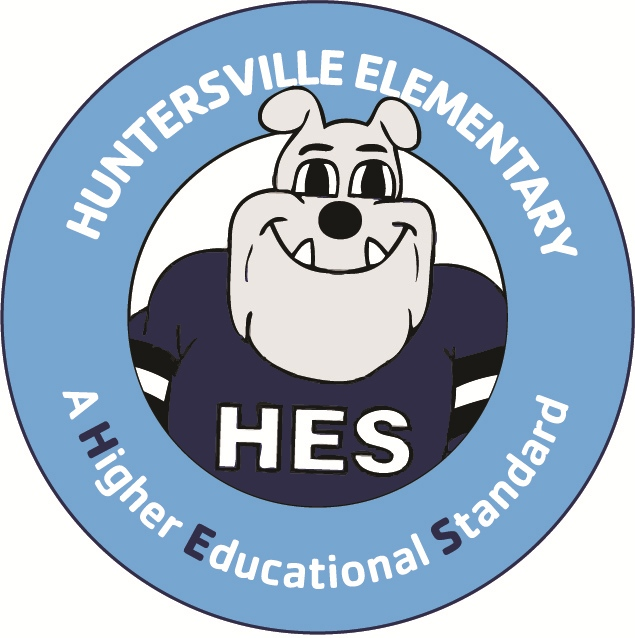 HUNTERSVILLE ELEMENTARY
HES
A Higher Educational Standard